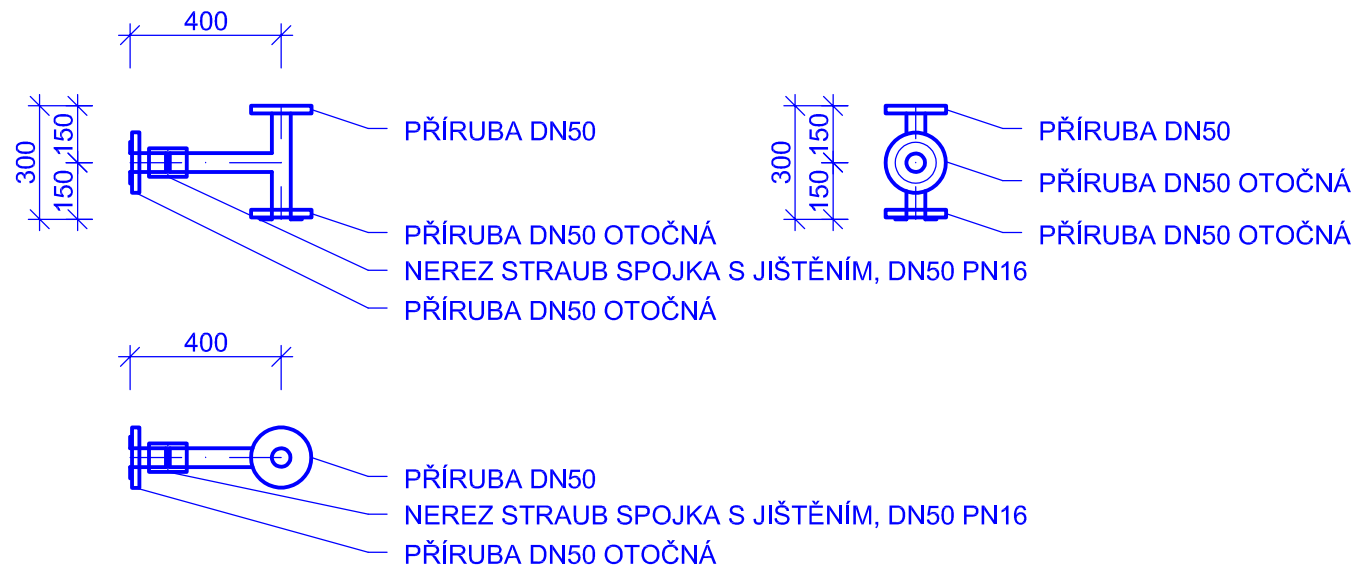 400
300
150
150
PŘÍRUBA DN50
PŘÍRUBA DN50 OTOČNÁ
NEREZ STRAUB SPOJKA S JIŠTĚNÍM, DN50 PN16
PŘÍRUBA DN50 OTOČNÁ
300
150
150
PŘÍRUBA DN50
PŘÍRUBA DN50 OTOČNÁ
PŘÍRUBA DN50 OTOČNÁ
400
PŘÍRUBA DN50
NEREZ STRAUB SPOJKA S JIŠTĚNÍM, DN50 PN16
PŘÍRUBA DN50 OTOČNÁ